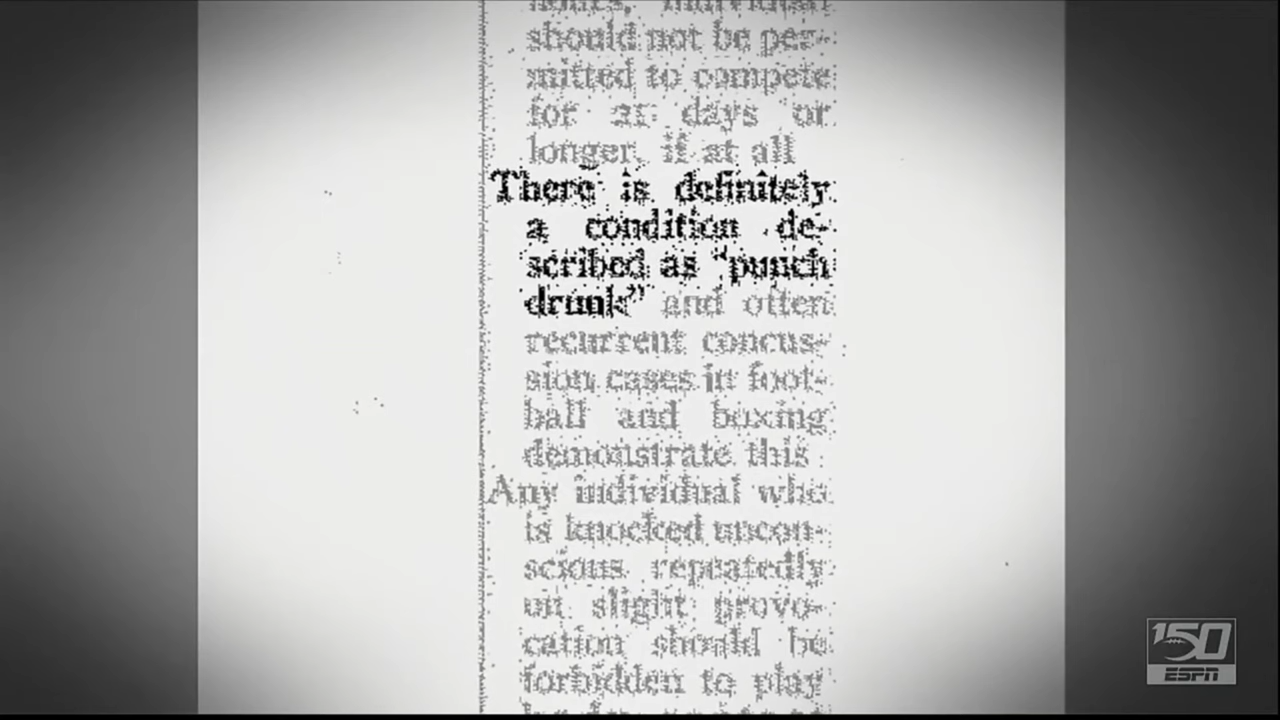 hours, individual
should not be per-
mitted to compete
for 21 days or
longer, if at all
There is definitely
a condition de-
scribed as "punch
drunk" and often
recurrent concus-
sion cases in foot-
ball and boxing
demonstrate this
Any individual who
is knocked uncon-
scious repeatedly
on slight provo-
cation should be
forbidden to play
150
ESPN